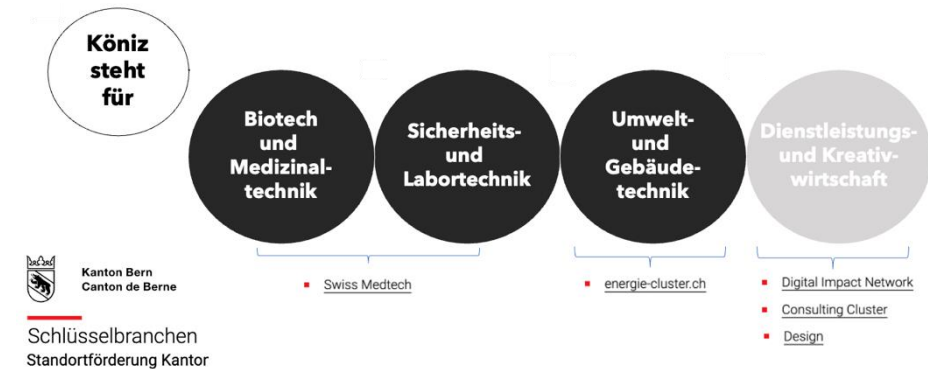 Köniz
steht
für
Biotech
und
Medizinal-
technik
Sicherheits-
und
Labortechnik
Umwelt-
und
Gebäude-
technik
Dienstleistungs-
und Kreativ-
wirtschaft
Kanton Bern
Canton de Berne
Schlüsselbranchen
Standortförderung Kantor
Swiss Medtech
energie-cluster.ch
Digital Impact Network
Consulting Cluster
Design